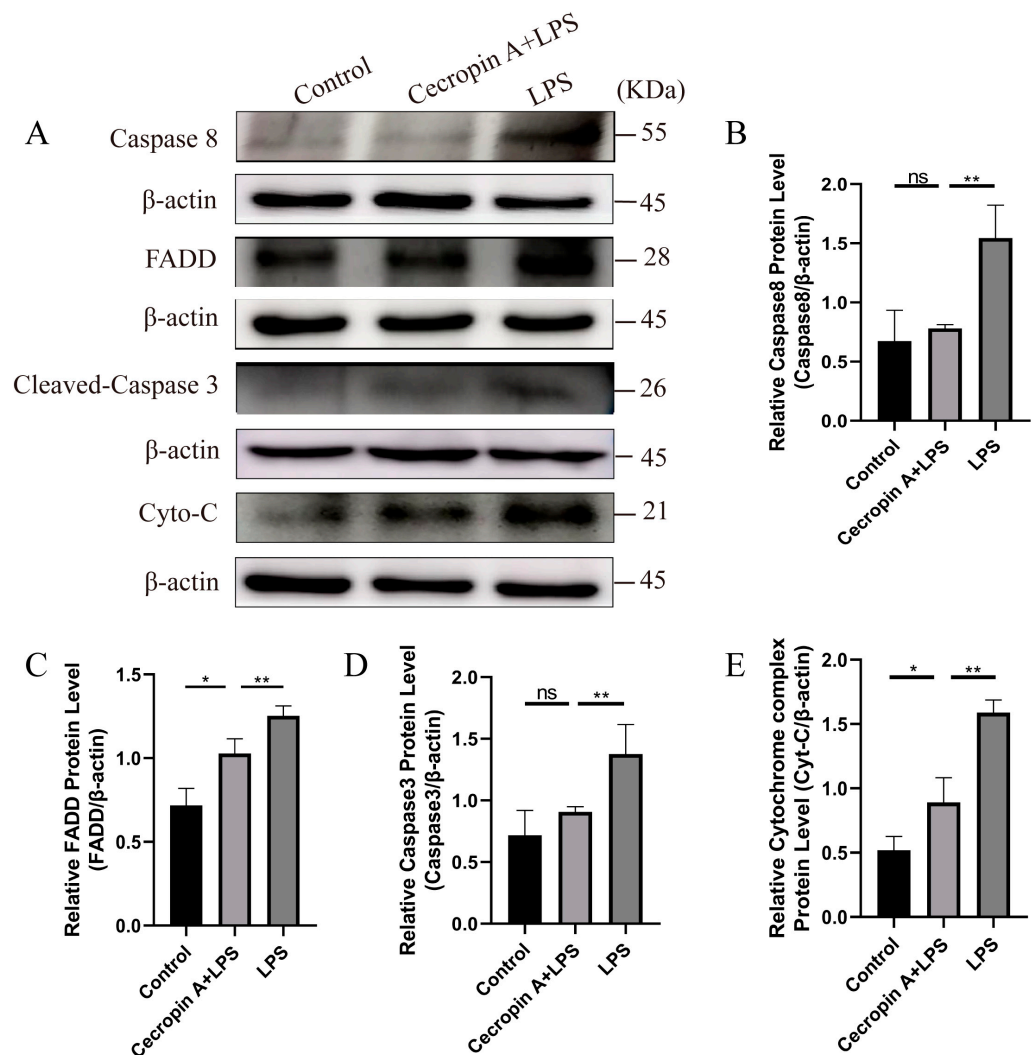 Control
Cecropin A+LPS
LPS
(KDa)
A
Caspase 8
55
β-actin
45
FADD
28
β-actin
45
Cleaved-Caspase 3
26
β-actin
45
Cyto-C
21
β-actin
45
B
Relative Caspase8 Protein Level
(Caspase8/β-actin)
2.0
1.5
1.0
0.5
0.0
ns
**
Control
Cecropin A+LPS
LPS
C
Relative FADD Protein Level
(FADD/β-actin)
1.5
1.0
0.5
0.0
*
**
Control
Cecropin A+LPS
LPS
D
Relative Caspase3 Protein Level
(Caspase3/β-actin)
2.0
1.5
1.0
0.5
0.0
ns
**
Control
Cecropin A+LPS
LPS
E
Relative Cytochrome complex
Protein Level (Cyt-C/β-actin)
2.0
1.5
1.0
0.5
0.0
*
**
Control
Cecropin A+LPS
LPS